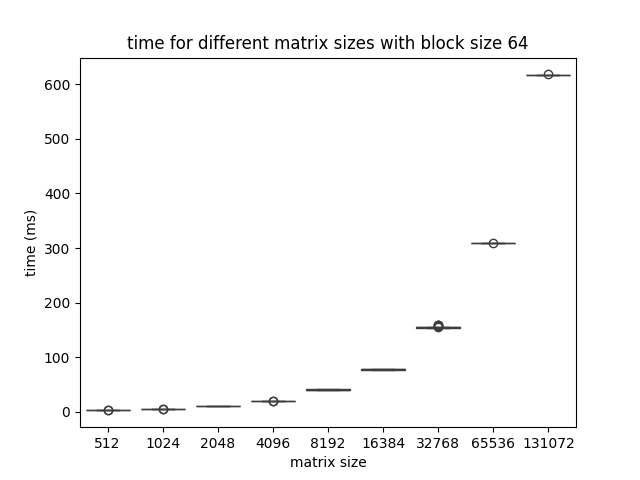 time for different matrix sizes with block size 64
time (ms)
600
500
400
300
200
100
0
512 1024 2048 4096 8192 16384 32768 65536 131072
matrix size